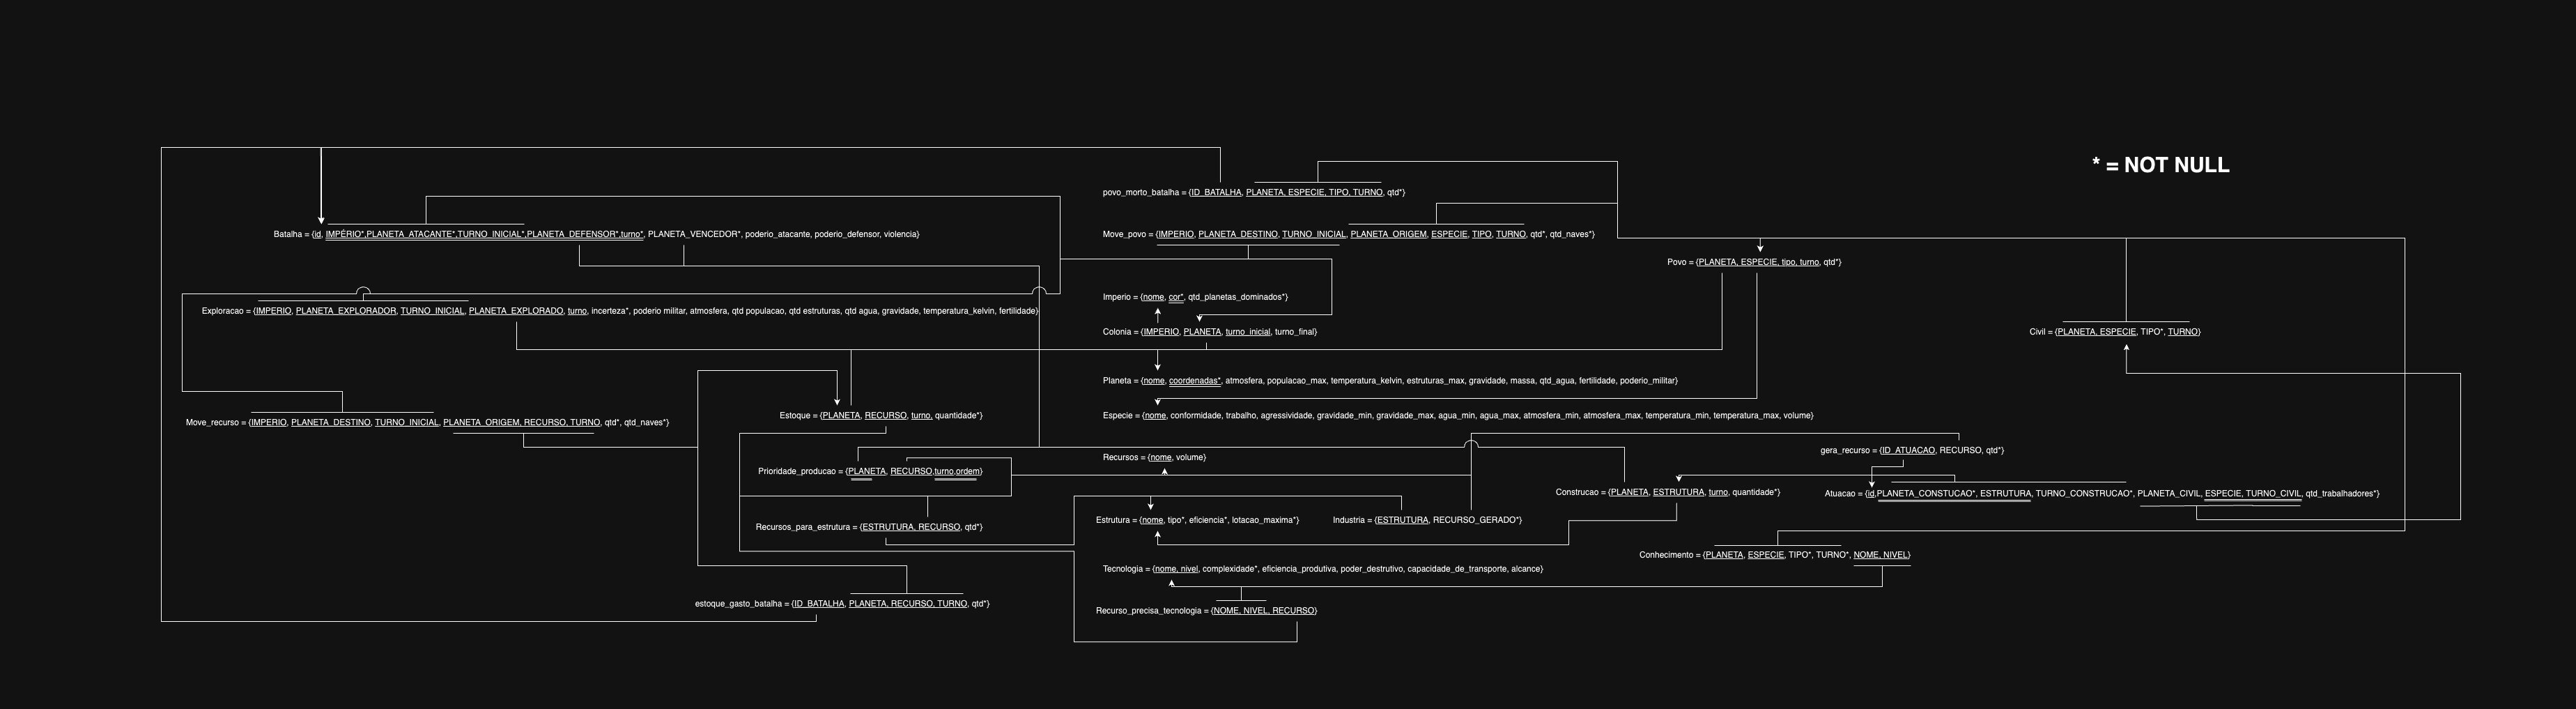 * = NOT NULL
povo_morto_batalha = {ID_BATALHA, PLANETA, ESPECIE, TIPO, TURNO, qtd*}
Batalha = {id, IMPÉRIO*,PLANETA_ATACANTE*,TURNO_INICIAL*,PLANETA_DEFENSOR*,turno*, PLANETA_VENCEDOR*, poderio_atacante, poderio_defensor, violencia}
Move_povo = {IMPERIO, PLANETA_DESTINO, TURNO_INICIAL, PLANETA_ORIGEM, ESPECIE, TIPO, TURNO, qtd*, qtd_naves*}
Povo = {PLANETA, ESPECIE, tipo, turno, qtd*}
Imperio = {nome, cor*, qtd_planetas_dominados*}
Exploracao = {IMPERIO, PLANETA_EXPLORADOR, TURNO_INICIAL, PLANETA_EXPLORADO, turno, incerteza*, poderio militar, atmosfera, qtd populacao, qtd estruturas, qtd agua, gravidade, temperatura_kelvin, fertilidade}
Colonia = {IMPERIO, PLANETA, turno_inicial, turno_final}
Civil = {PLANETA, ESPECIE, TIPO*, TURNO}
Planeta = {nome, coordenadas*, atmosfera, populacao_max, temperatura_kelvin, estruturas_max, gravidade, massa, qtd_agua, fertilidade, poderio_militar}
Estoque = {PLANETA, RECURSO, turno, quantidade*}
Especie = {nome, conformidade, trabalho, agressividade, gravidade_min, gravidade_max, agua_min, agua_max, atmosfera_min, atmosfera_max, temperatura_min, temperatura_max, volume}
Move_recurso = {IMPERIO, PLANETA_DESTINO, TURNO_INICIAL, PLANETA_ORIGEM, RECURSO, TURNO, qtd*, qtd_naves*}
gera_recurso = {ID_ATUACAO, RECURSO, qtd*}
Recursos = {nome, volume}
Prioridade_producao = {PLANETA, RECURSO,turno,ordem}
Construcao = {PLANETA, ESTRUTURA, turno, quantidade*}
Atuacao = {id,PLANETA_CONSTUCAO*, ESTRUTURA, TURNO_CONSTRUCAO*, PLANETA_CIVIL, ESPECIE, TURNO_CIVIL, qtd_trabalhadores*}
Estrutura = {nome, tipo*, eficiencia*, lotacao_maxima*}
Industria = {ESTRUTURA, RECURSO_GERADO*}
Recursos_para_estrutura = {ESTRUTURA, RECURSO, qtd*}
Conhecimento = {PLANETA, ESPECIE, TIPO*, TURNO*, NOME, NIVEL}
Tecnologia = {nome, nivel, complexidade*, eficiencia_produtiva, poder_destrutivo, capacidade_de_transporte, alcance}
estoque_gasto_batalha = {ID_BATALHA, PLANETA, RECURSO, TURNO, qtd*}
Recurso_precisa_tecnologia = {NOME, NIVEL, RECURSO}